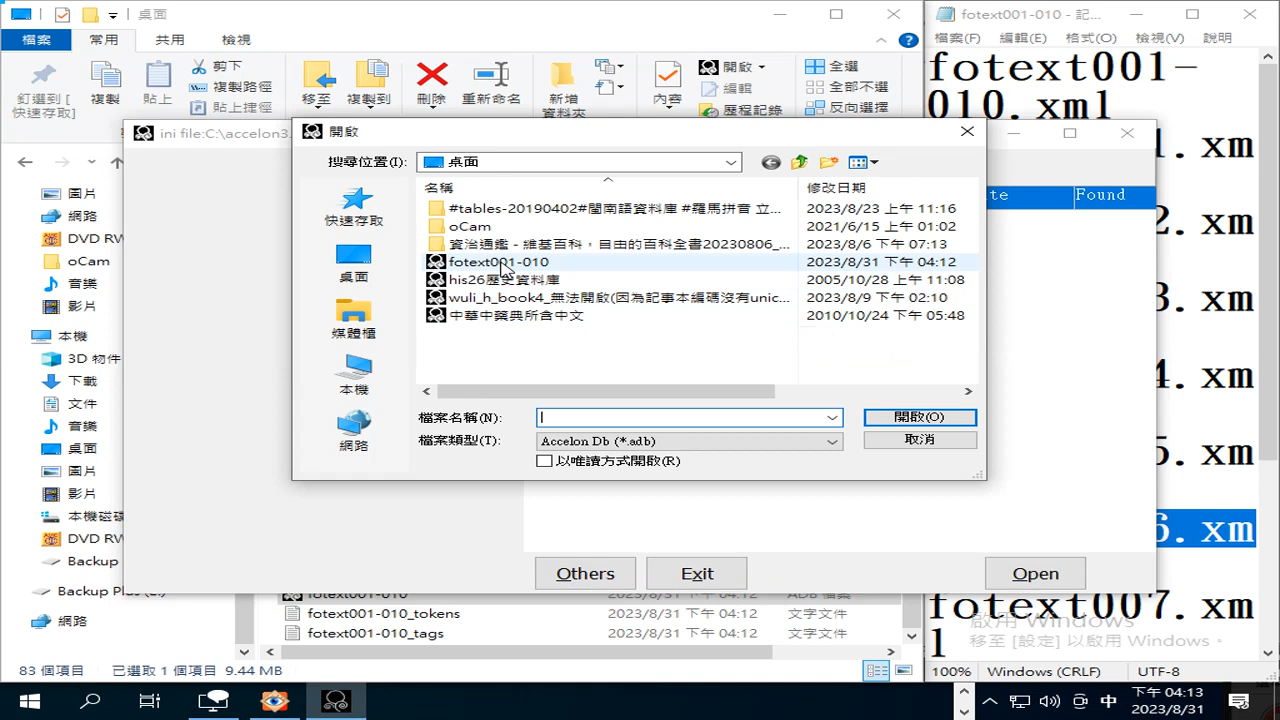 桌面
檔案
常用
共用
檢視
釘選到 [
快速存取]
複製
貼上
剪下
複製路徑
貼上捷徑
移至
複製到
刪除
重新命名
新增
資料夾
內容
開啟
編輯
歷程記錄
全選
全部不選
反向選擇
圖片
網路
DVD RW
oCam
音樂
影片
本機
3D 物件
下載
文件
音樂
桌面
圖片
影片
本機磁碟
DVD RW
Backup
Backup Plus (E:)
網路
83 個項目
已選取 1 個項目 9.44 MB
ini file:C:\accelon3.
開啟
搜尋位置(I):
桌面
快速存取
桌面
媒體櫃
本機
網路
名稱
修改日期
#tables-20190402#閩南語資料庫 #羅馬拼音 立...
2023/8/23 上午 11:16
oCam
2021/6/15 上午 01:02
資治通鑑 - 維基百科，自由的百科全書20230806_...
2023/8/6 下午 07:13
fotext001-010
2023/8/31 下午 04:12
his26歷史資料庫
2005/10/28 上午 11:08
wuli_h_book4_無法開啟(因為記事本編碼沒有unic...
2023/8/9 下午 02:10
中華中藥典所含中文
2010/10/24 下午 05:48
檔案名稱(N):
開啟(O)
檔案類型(T):
Accelon Db (*.adb)
取消
以唯讀方式開啟(R)
te
Found
Others
Exit
Open
fotext001-010
2023/8/31 下午 04:12
ADB 檔案
fotext001-010_tokens
2023/8/31 下午 04:12
文字文件
fotext001-010_tags
2023/8/31 下午 04:12
文字文件
fotext001-010 - 記...
檔案(F)
編輯(E)
格式(O)
檢視(V)
說明
fotext001-
010.xml
1.xm
2.xm
3.xm
4.xm
5.xm
6.xm
fotext007.xm
l
啟用 Windows
移至 [設定] 以啟用 Windows。
100%
Windows (CRLF)
UTF-8
中
下午 04:13
2023/8/31